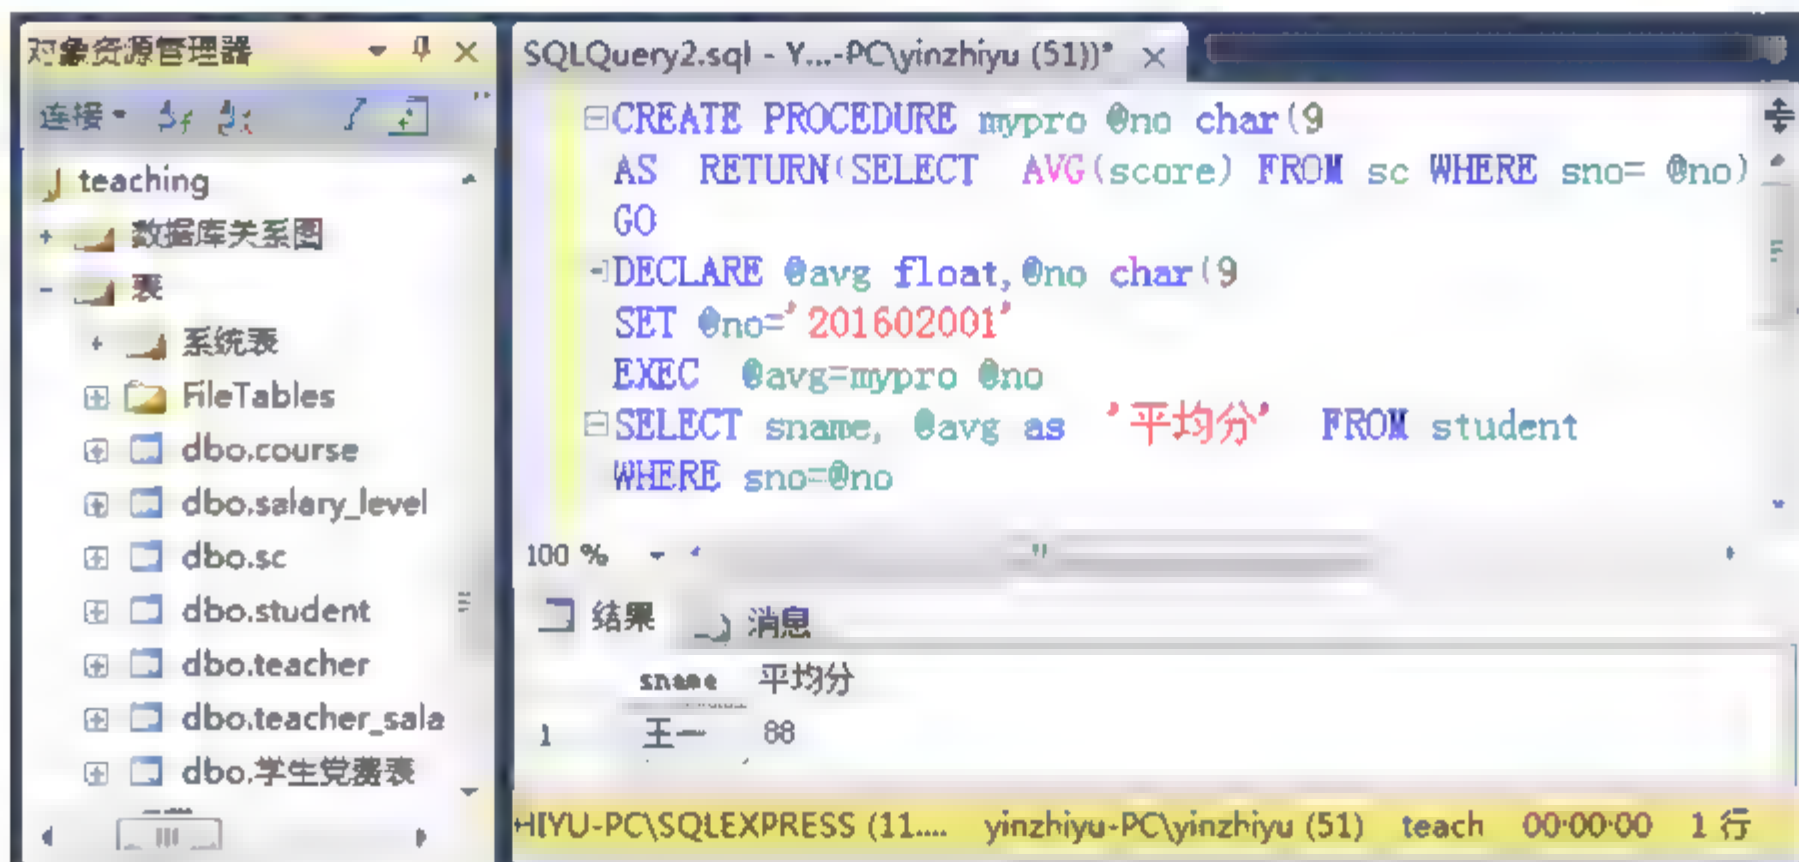 对象资源管理器
连接
teaching
数据库关系图
表
系统表
FileTables
dbo.course
dbo.salary_level
dbo.sc
dbo.student
dbo.teacher
dbo.teacher_sala
dbo.学生党费表
SQLQuery2.sql - Y...-PC\yinzhiyu (51))*
CREATE PROCEDURE mypro @no char(9
AS RETURN(SELECT AVG(score) FROM sc WHERE sno= @no)
GO
DECLARE @avg float,@no char(9
SET @no='201602001'
EXEC @avg=mypro @no
SELECT sname, @avg as '平均分' FROM student
WHERE sno=@no
100 %
结果 消息
sname 平均分
1 王一 88
HIYU-PC\SQLEXPRESS (11.... yinzhiyu-PC\yinzhiyu (51) teach 00:00:00 1 行